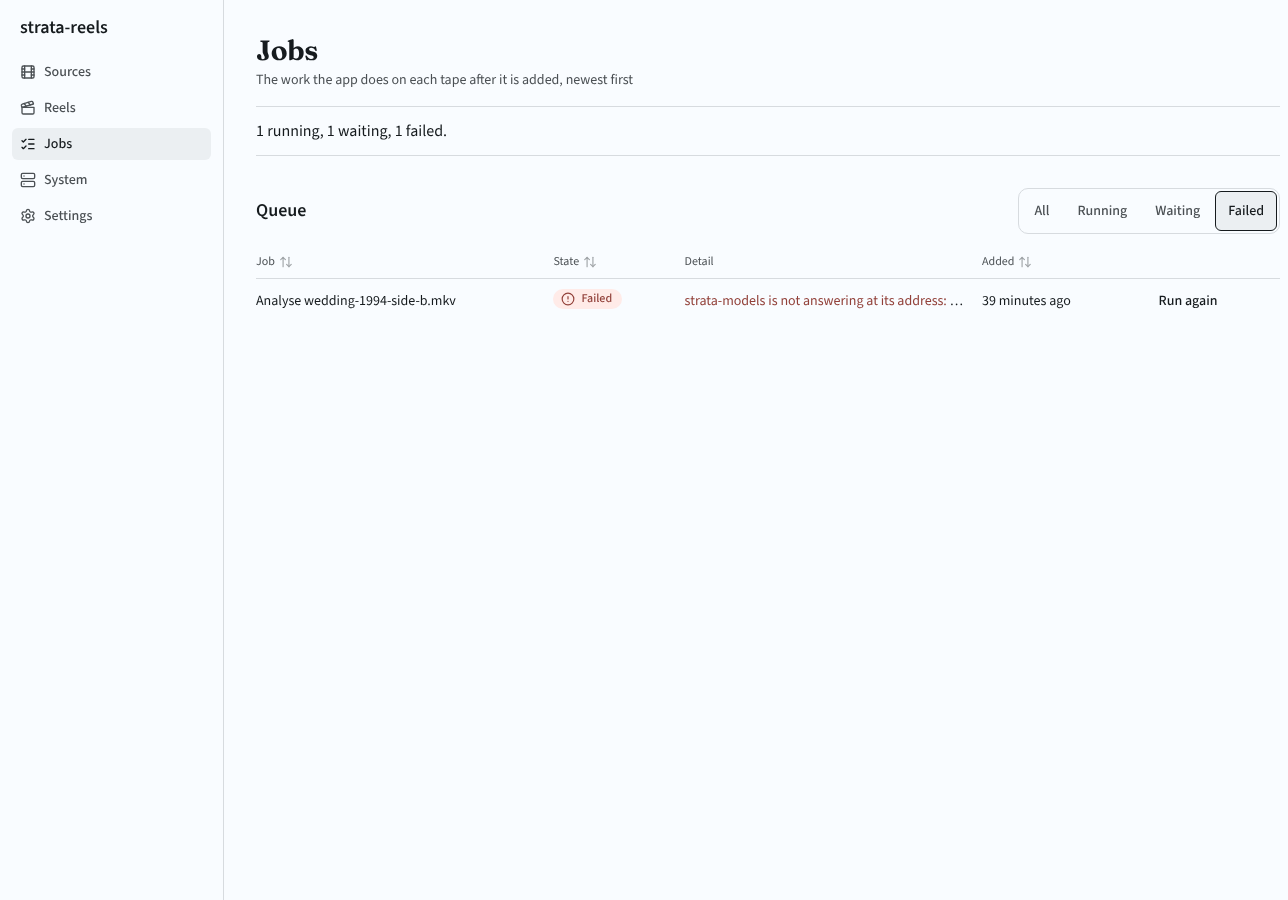 strata-reels
Sources
Reels
Jobs
System
Settings
Jobs
The work the app does on each tape after it is added, newest first
1 running, 1 waiting, 1 failed.
Queue
All Running Waiting Failed
Job State Detail Added
Analyse wedding-1994-side-b.mkv Failed strata-models is not answering at its address: … 39 minutes ago Run again